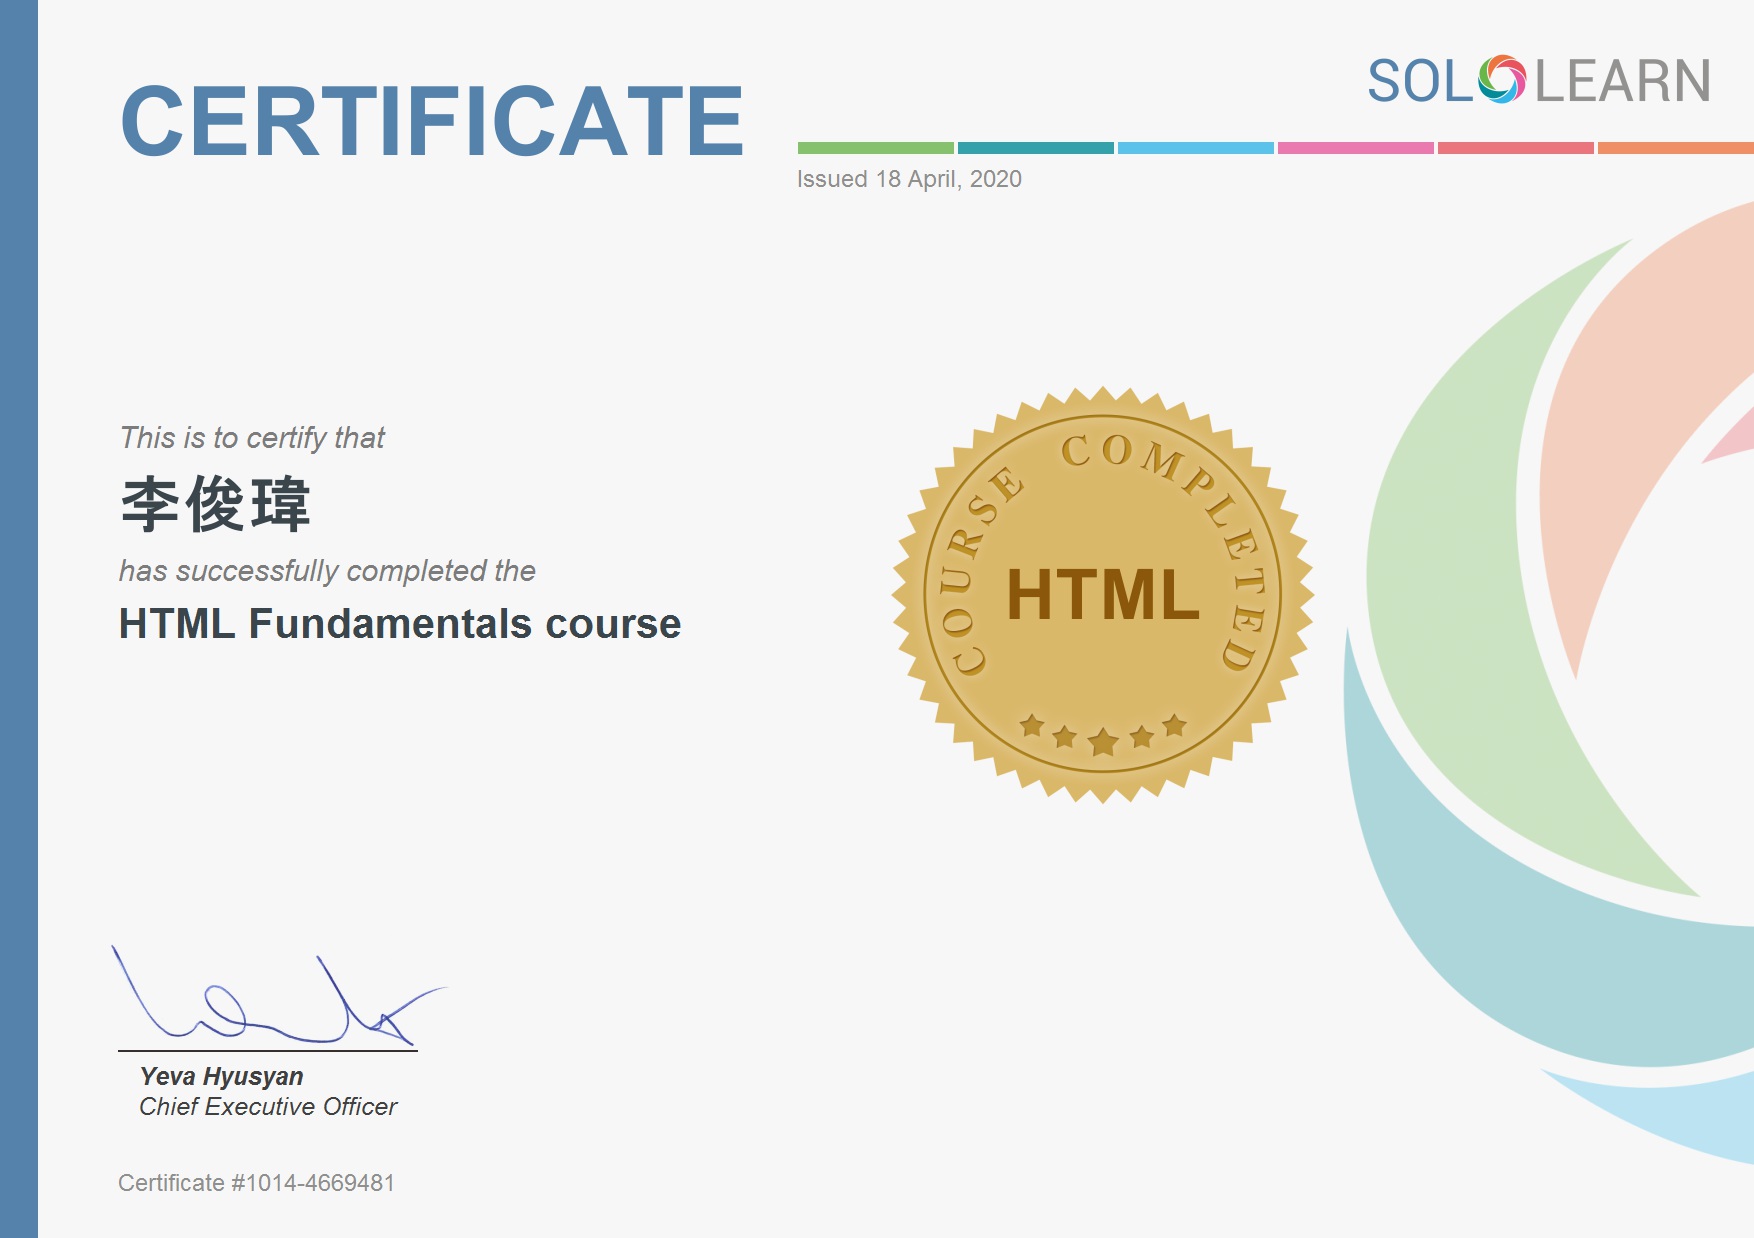 CERTIFICATE
SOLOLEARN
Issued 18 April, 2020
This is to certify that
李俊瑋
has successfully completed the
HTML Fundamentals course
COURSE COMPLETED
HTML
Yeva Hyusyan
Chief Executive Officer
Certificate #1014-4669481